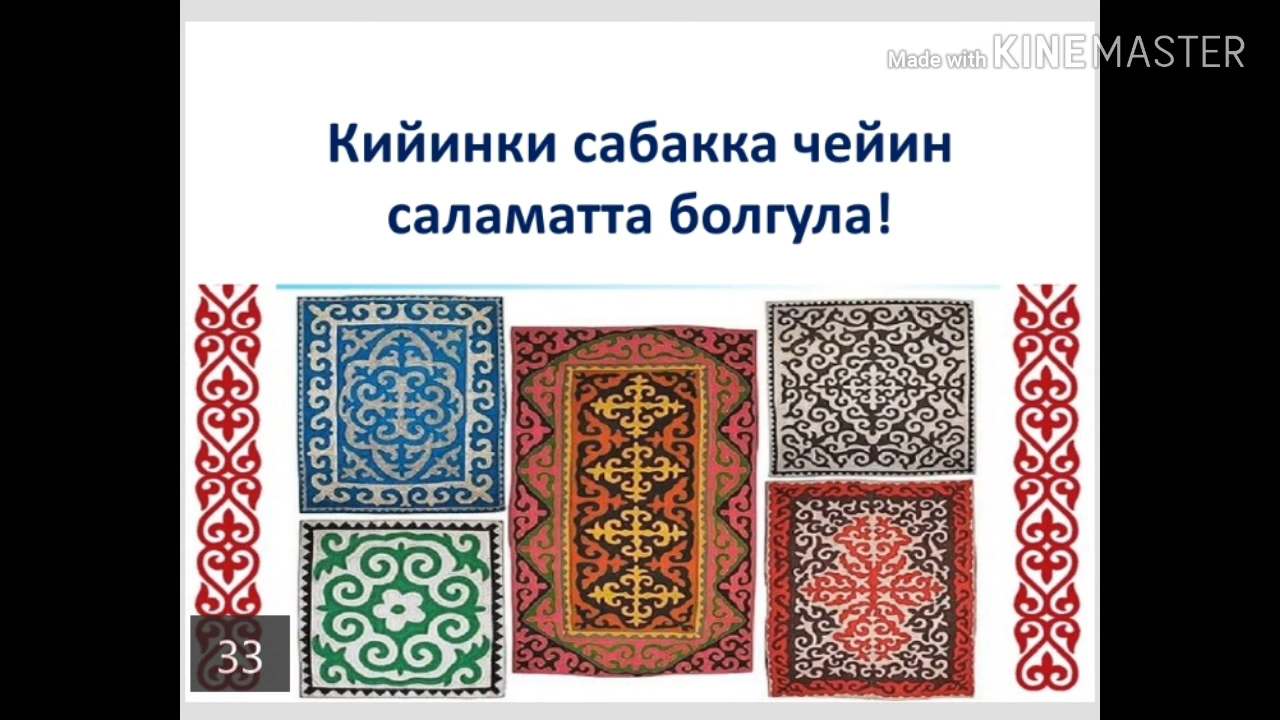 Made with KINEMASTER
Кийинки сабакка чейин
саламатта болгула!
33